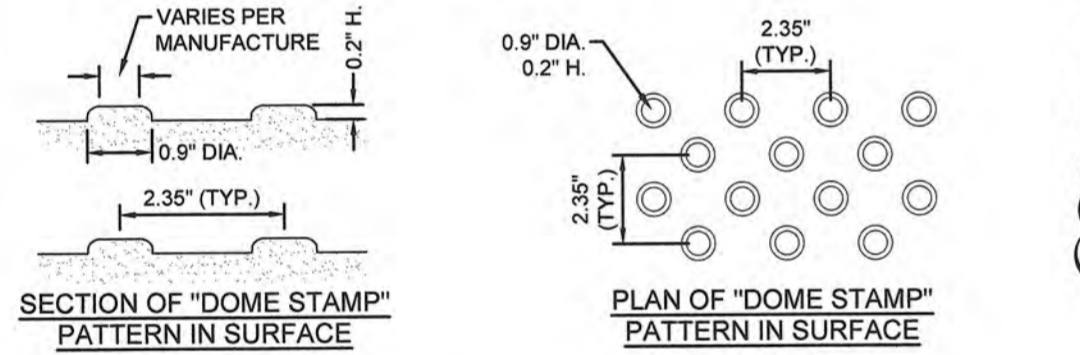 VARIES PER
MANUFACTURE
0.2" H.
0.9" DIA.
2.35" (TYP.)
SECTION OF "DOME STAMP"
PATTERN IN SURFACE
0.9" DIA.
0.2" H.
2.35"
(TYP.)
2.35"
(TYP.)
PLAN OF "DOME STAMP"
PATTERN IN SURFACE